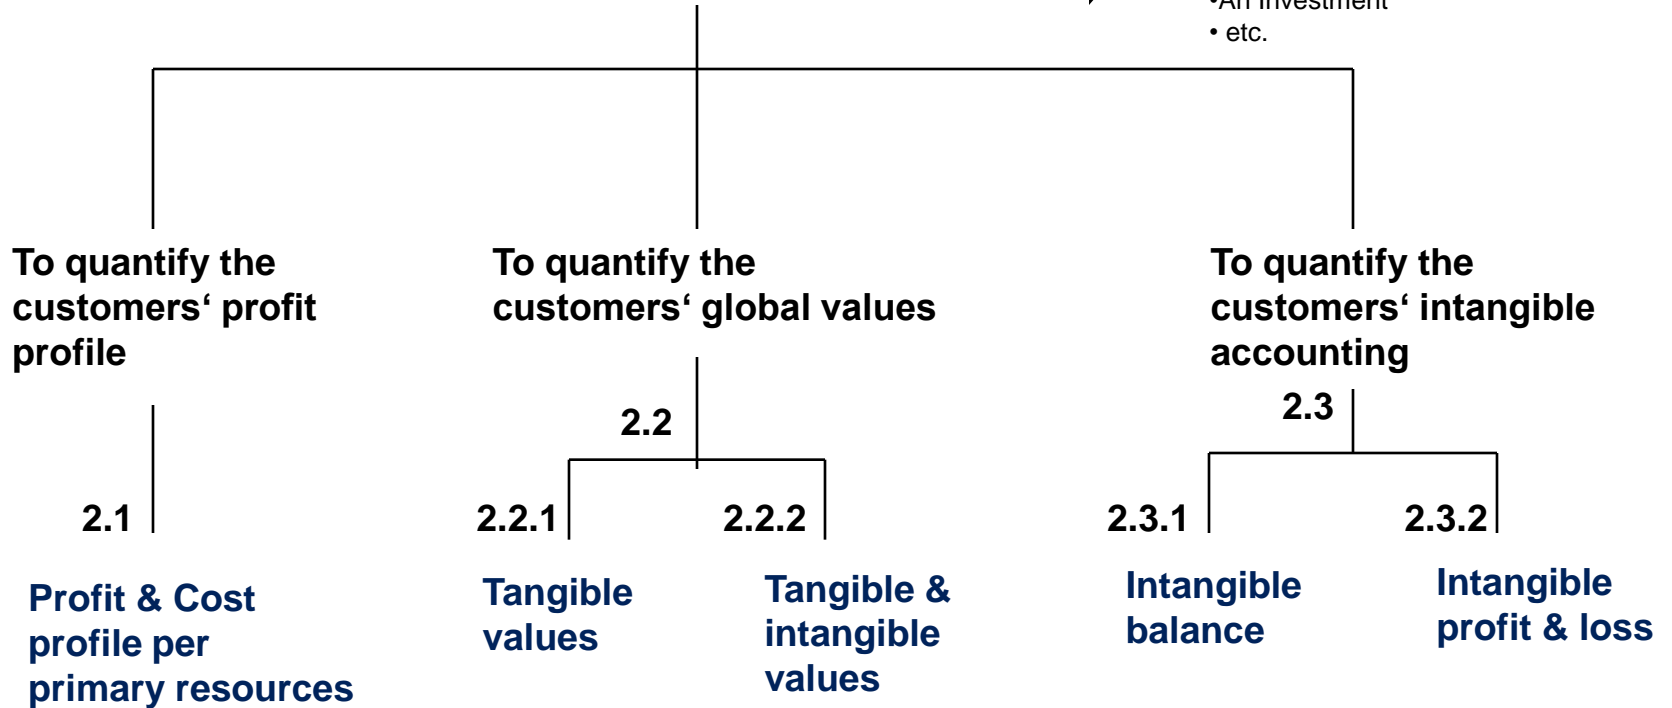 •An Investment
• etc.
To quantify the
customers‘ profit
profile
To quantify the
customers‘ global values
To quantify the
customers‘ intangible
accounting
2.2
2.3
2.1
2.2.1
2.2.2
2.3.1
2.3.2
Profit & Cost
profile per
primary resources
Tangible
values
Tangible &
intangible
values
Intangible
balance
Intangible
profit & loss